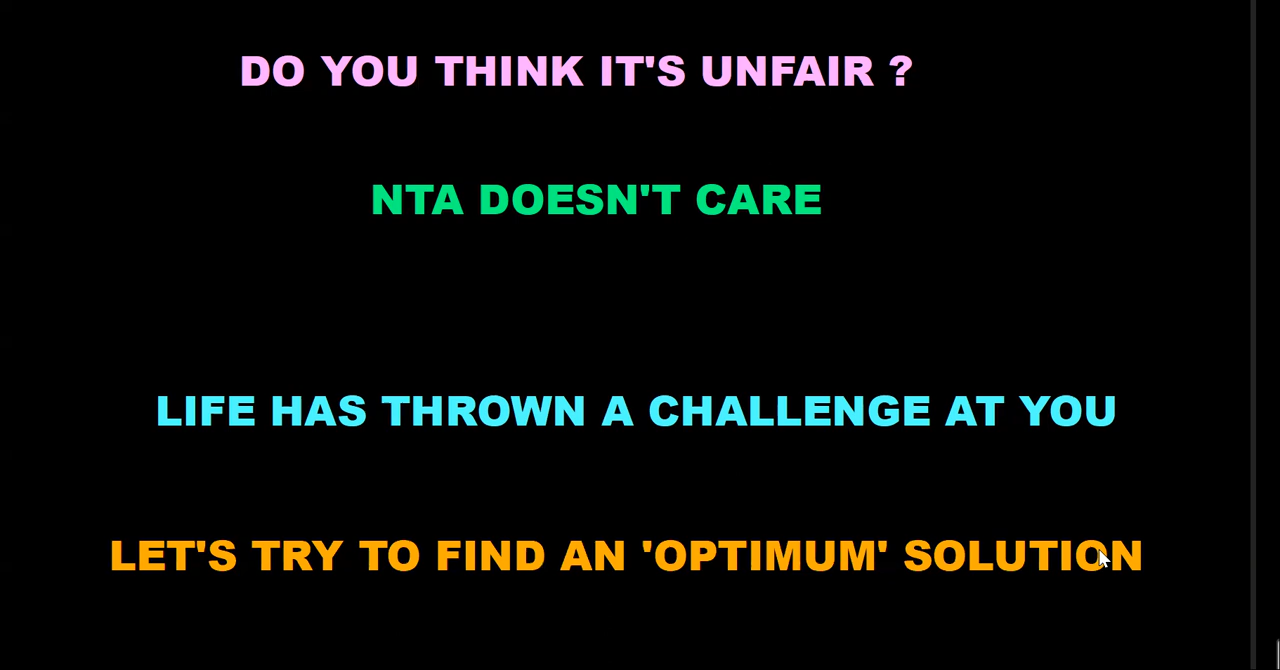 DO YOU THINK IT'S UNFAIR ?
NTA DOESN'T CARE
LIFE HAS THROWN A CHALLENGE AT YOU
LET'S TRY TO FIND AN 'OPTIMUM' SOLUTION